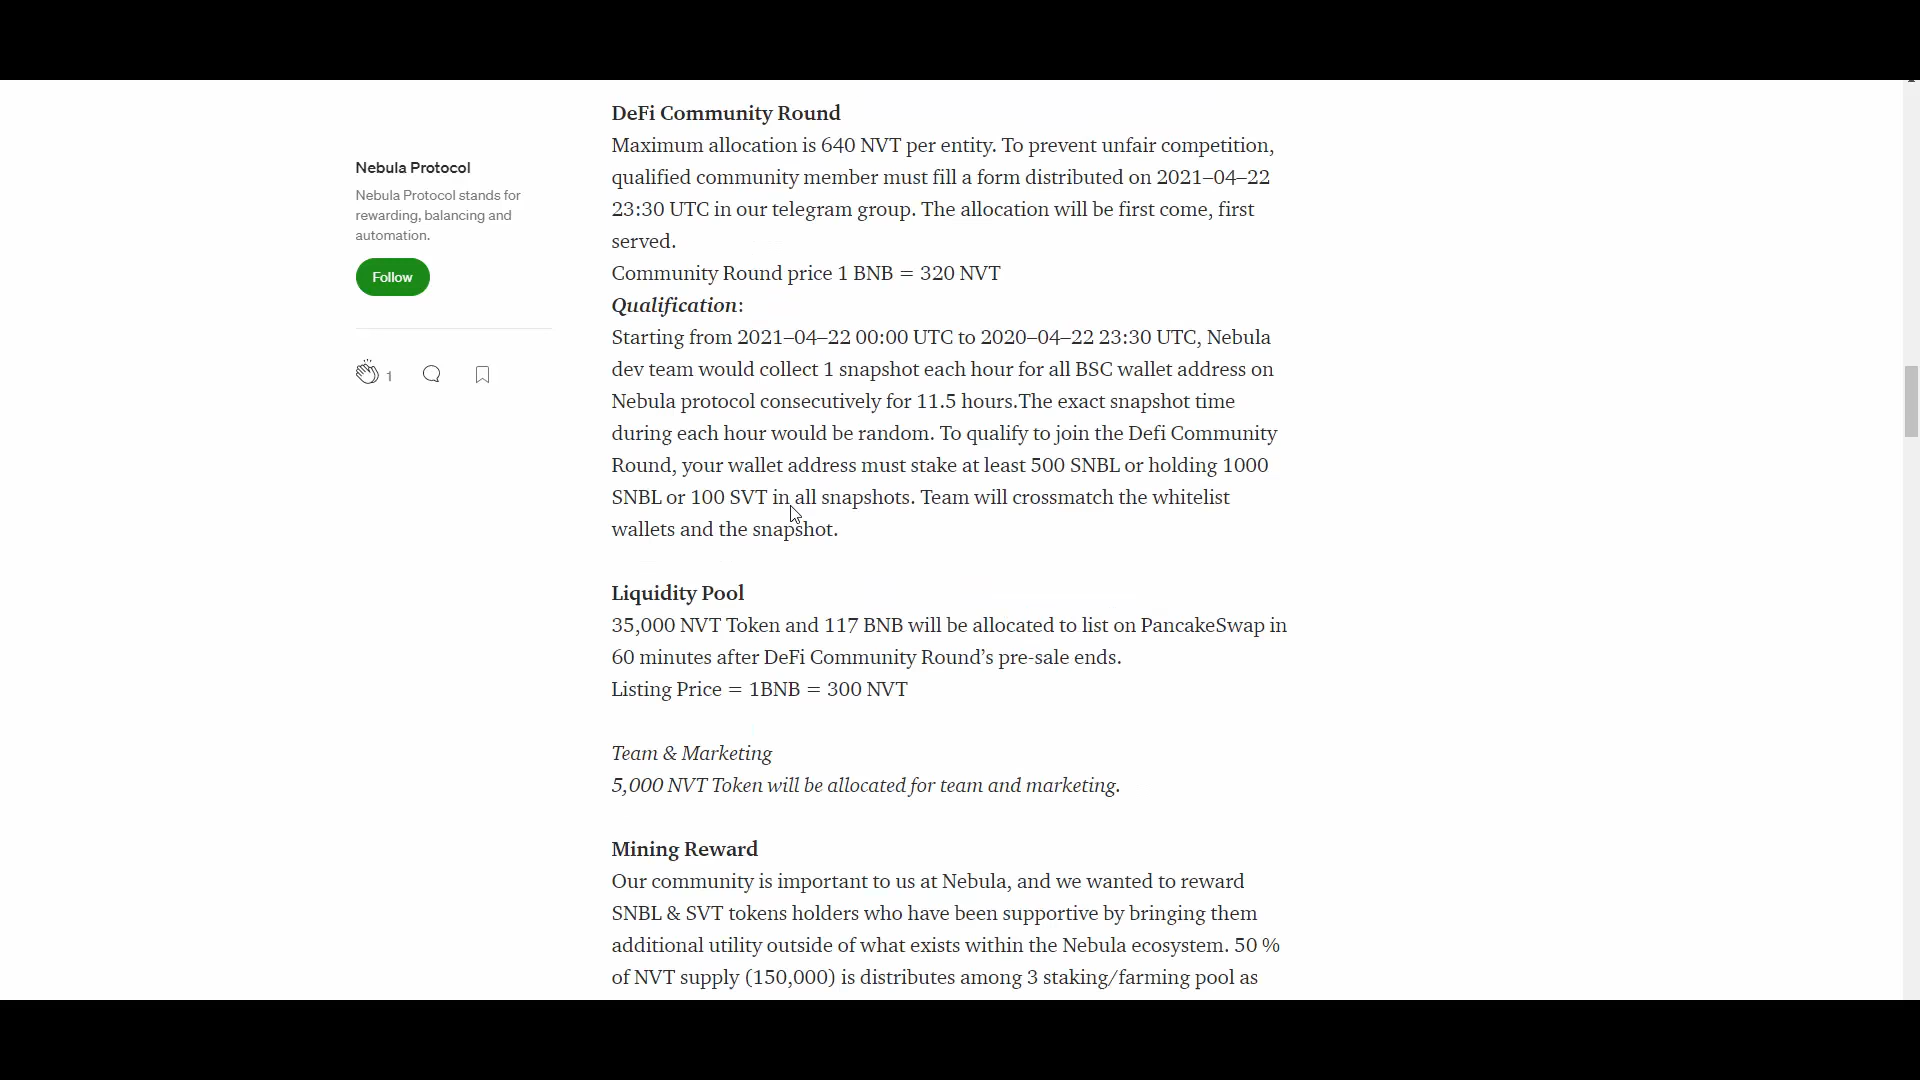 DeFi Community Round
Maximum allocation is 640 NVT per entity. To prevent unfair competition,
qualified community member must fill a form distributed on 2021–04–22
23:30 UTC in our telegram group. The allocation will be first come, first
served.
Community Round price 1 BNB = 320 NVT
Qualification:
Starting from 2021–04–22 00:00 UTC to 2020–04–22 23:30 UTC, Nebula
dev team would collect 1 snapshot each hour for all BSC wallet address on
Nebula protocol consecutively for 11.5 hours.The exact snapshot time
during each hour would be random. To qualify to join the Defi Community
Round, your wallet address must stake at least 500 SNBL or holding 1000
SNBL or 100 SVT in all snapshots. Team will crossmatch the whitelist
wallets and the snapshot.
Liquidity Pool
35,000 NVT Token and 117 BNB will be allocated to list on PancakeSwap in
60 minutes after DeFi Community Round’s pre-sale ends.
Listing Price = 1BNB = 300 NVT
Team & Marketing
5,000 NVT Token will be allocated for team and marketing.
Mining Reward
Our community is important to us at Nebula, and we wanted to reward
SNBL & SVT tokens holders who have been supportive by bringing them
additional utility outside of what exists within the Nebula ecosystem. 50 %
of NVT supply (150,000) is distributes among 3 staking/farming pool as
Nebula Protocol
Nebula Protocol stands for
rewarding, balancing and
automation.
Follow
1